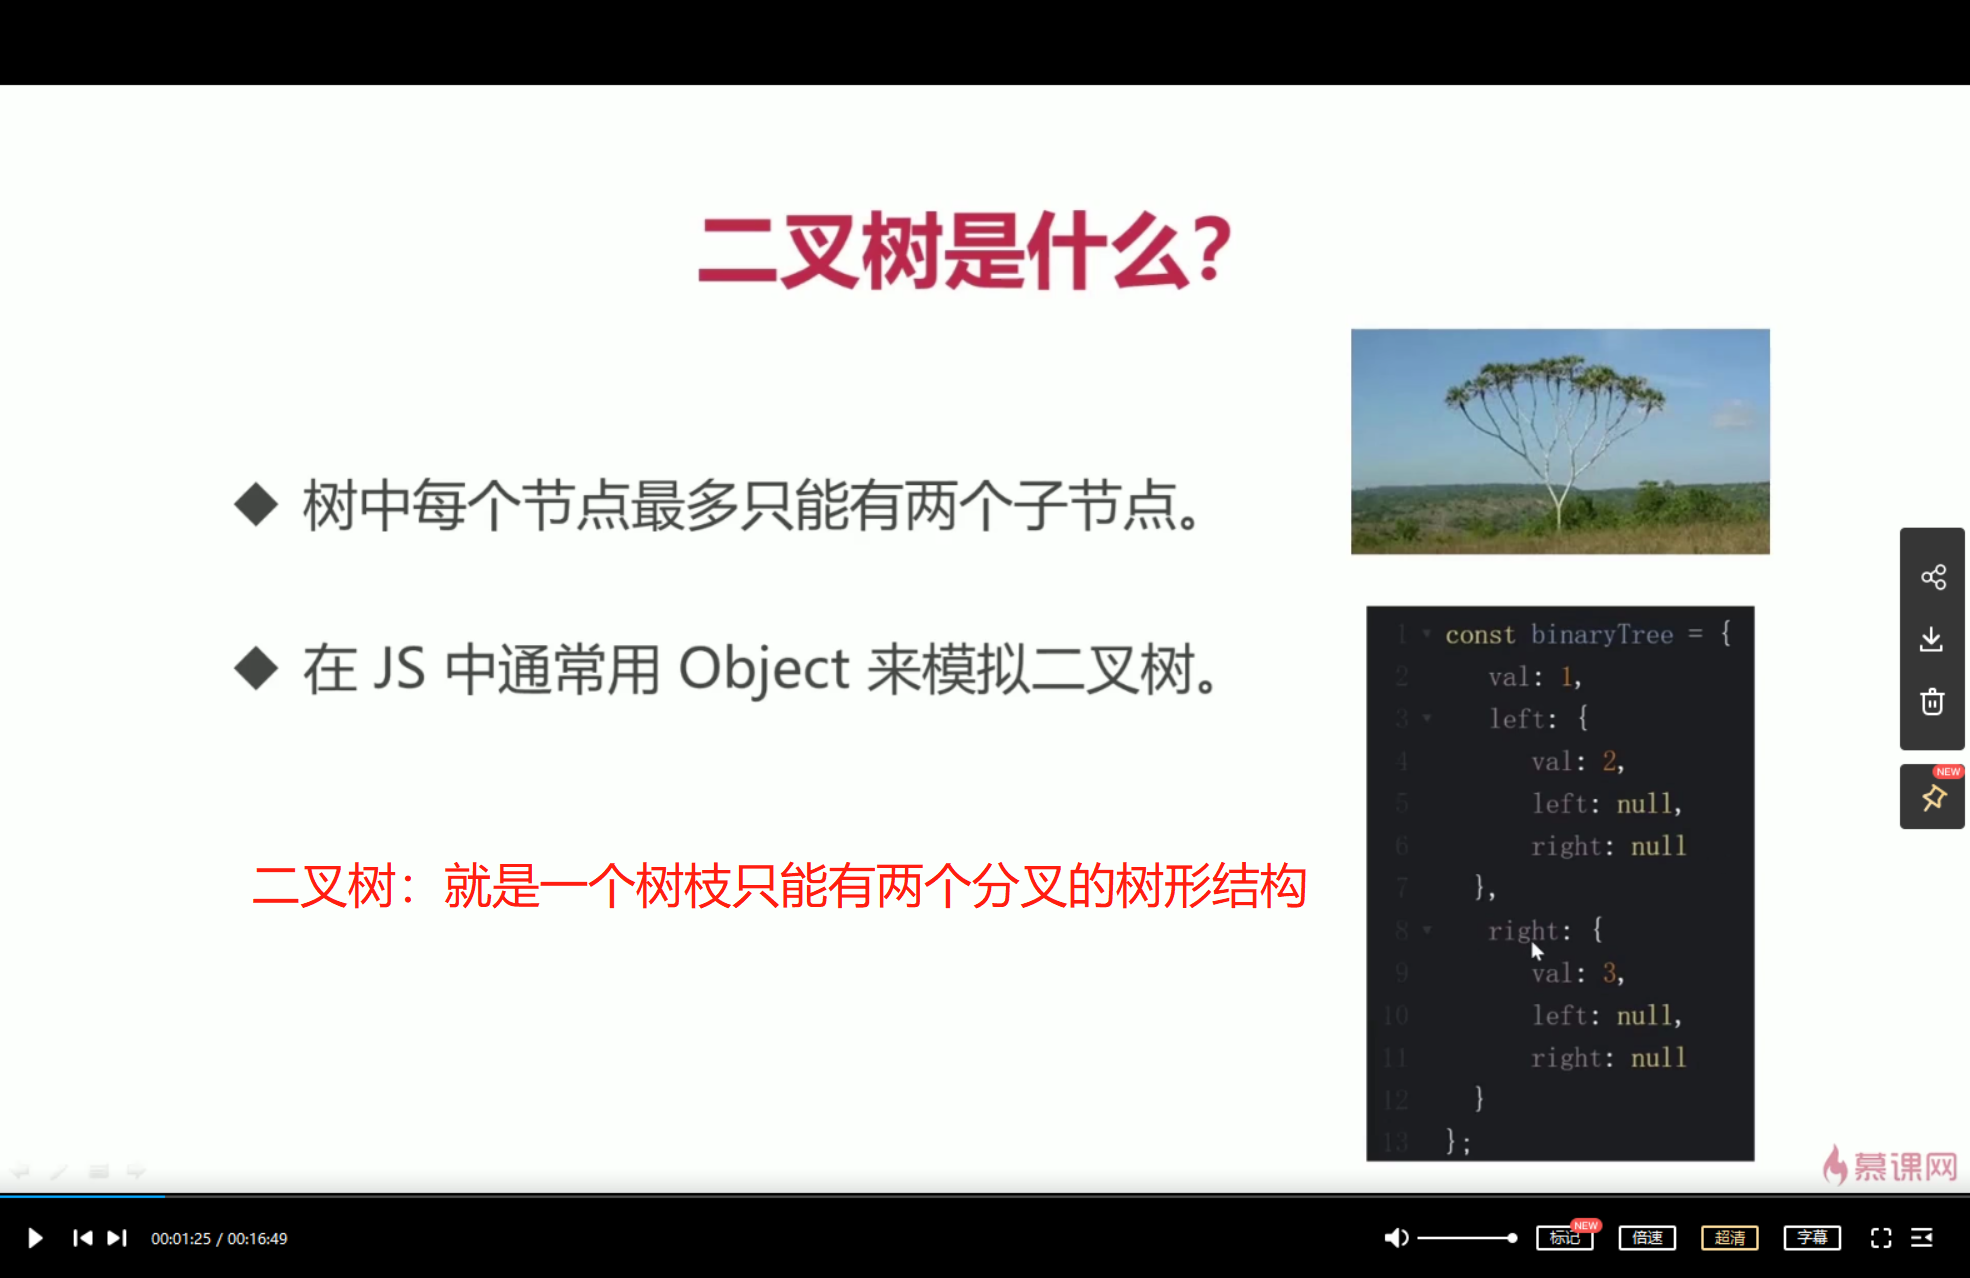 二叉树是什么?
◆ 树中每个节点最多只能有两个子节点。
◆ 在 JS 中通常用 Object 来模拟二叉树。
二叉树：就是一个树枝只能有两个分叉的树形结构
1 const binaryTree = {
2 val: 1,
3 left: {
4 val: 2,
5 left: null,
6 right: null
7 },
8 right: {
9 val: 3,
10 left: null,
11 right: null
12 }
13 };
NEW
慕课网
00:01:25 / 00:16:49
标记
NEW
倍速
超清
字幕